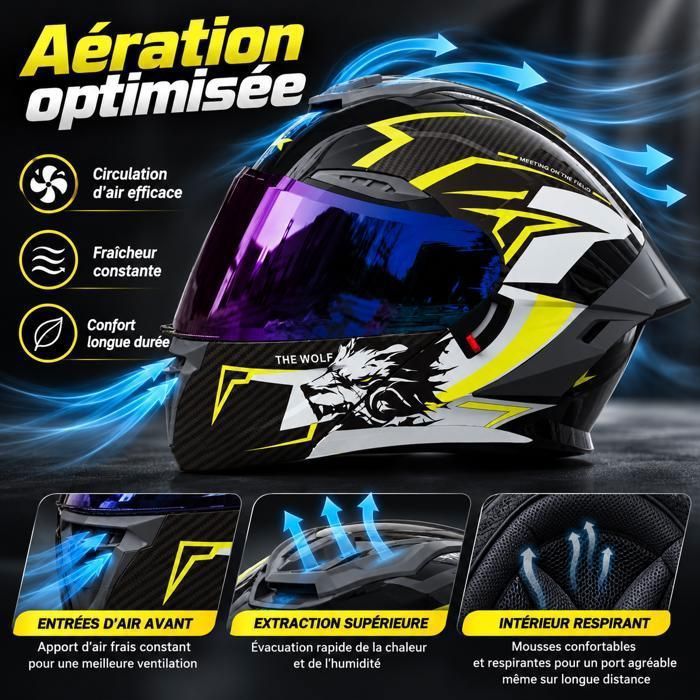 Aération
optimisée
Circulation
d'air efficace
Fraîcheur
constante
Confort
longue durée
MEETING ON THE FIELD
THE WOLF
ENTRÉES D'AIR AVANT
Apport d'air frais constant
pour une meilleure ventilation
EXTRACTION SUPÉRIEURE
Évacuation rapide de la chaleur
et de l'humidité
INTÉRIEUR RESPIRANT
Mousses confortables
et respirantes pour un port agréable
même sur longue distance